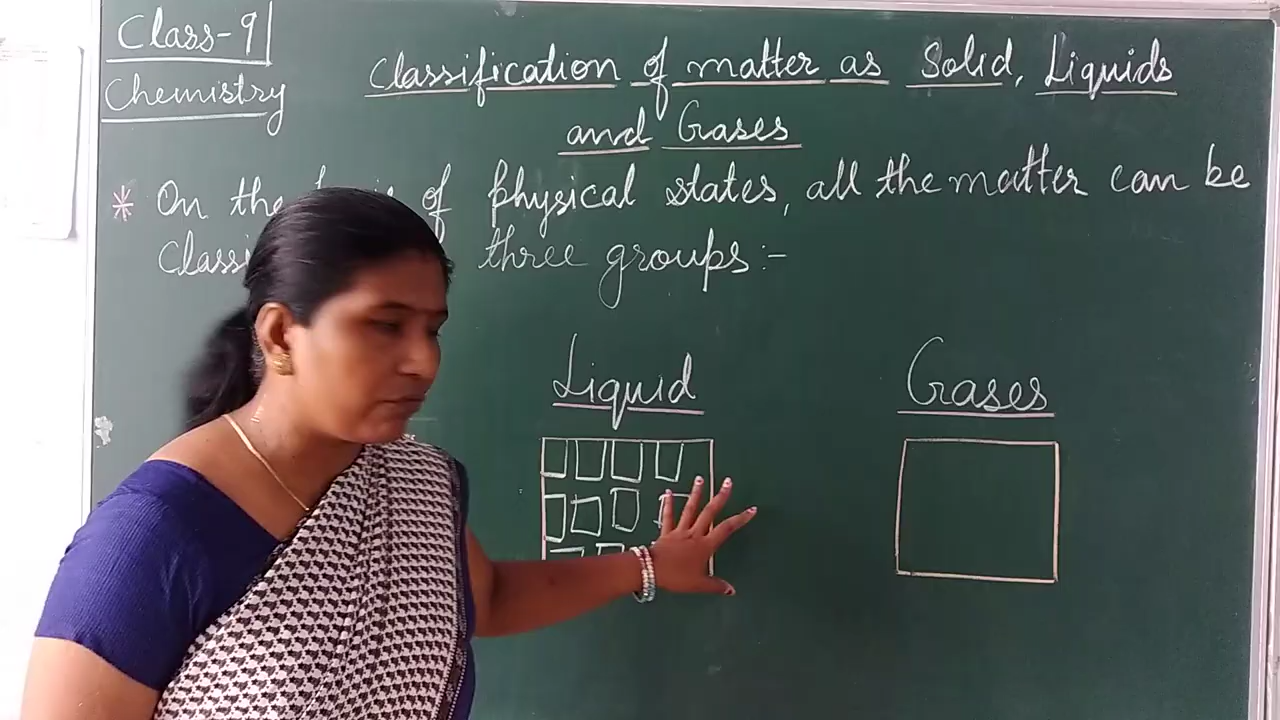 Class-9
Chemistry
Classification of matter as Solid, Liquids
and Gases
* On the of physical states, all the matter can be
three groups:-
Liquid
Gases